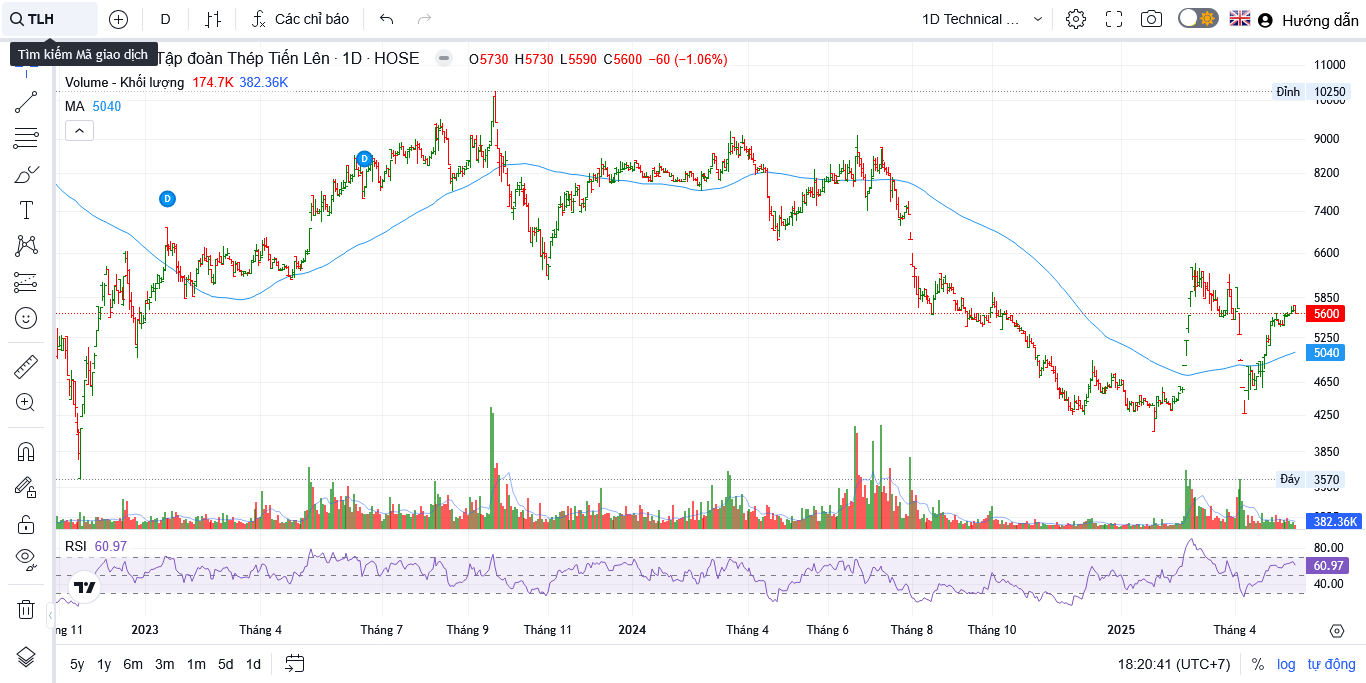 TLH
D
Các chỉ báo
1D Technical ...
Hướng dẫn
Tìm kiếm Mã giao dịch
Tập đoàn Thép Tiến Lên · 1D · HOSE
O5730 H5730 L5590 C5600 −60 (−1.06%)
Volume - Khối lượng 174.7K 382.36K
MA 5040
11000
Đỉnh 10250
10000
9000
8200
7400
6600
5850
5600
5250
5040
4650
4250
3850
Đáy 3570
3500
382.36K
D
D
RSI 60.97
80.00
60.97
40.00
ng 11 2023 Tháng 4 Tháng 7 Tháng 9 Tháng 11 2024 Tháng 4 Tháng 6 Tháng 8 Tháng 10 2025 Tháng 4
5y 1y 6m 3m 1m 5d 1d
18:20:41 (UTC+7) % log tự động